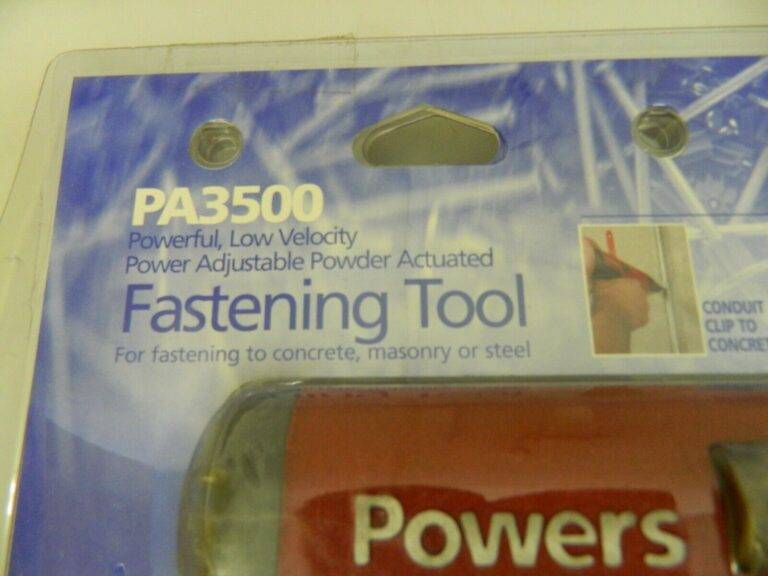 PA3500
Powerful, Low Velocity
Power Adjustable Powder Actuated
Fastening Tool
For fastening to concrete, masonry or steel
CONDUIT
CLIP TO
CONCRET
Powers